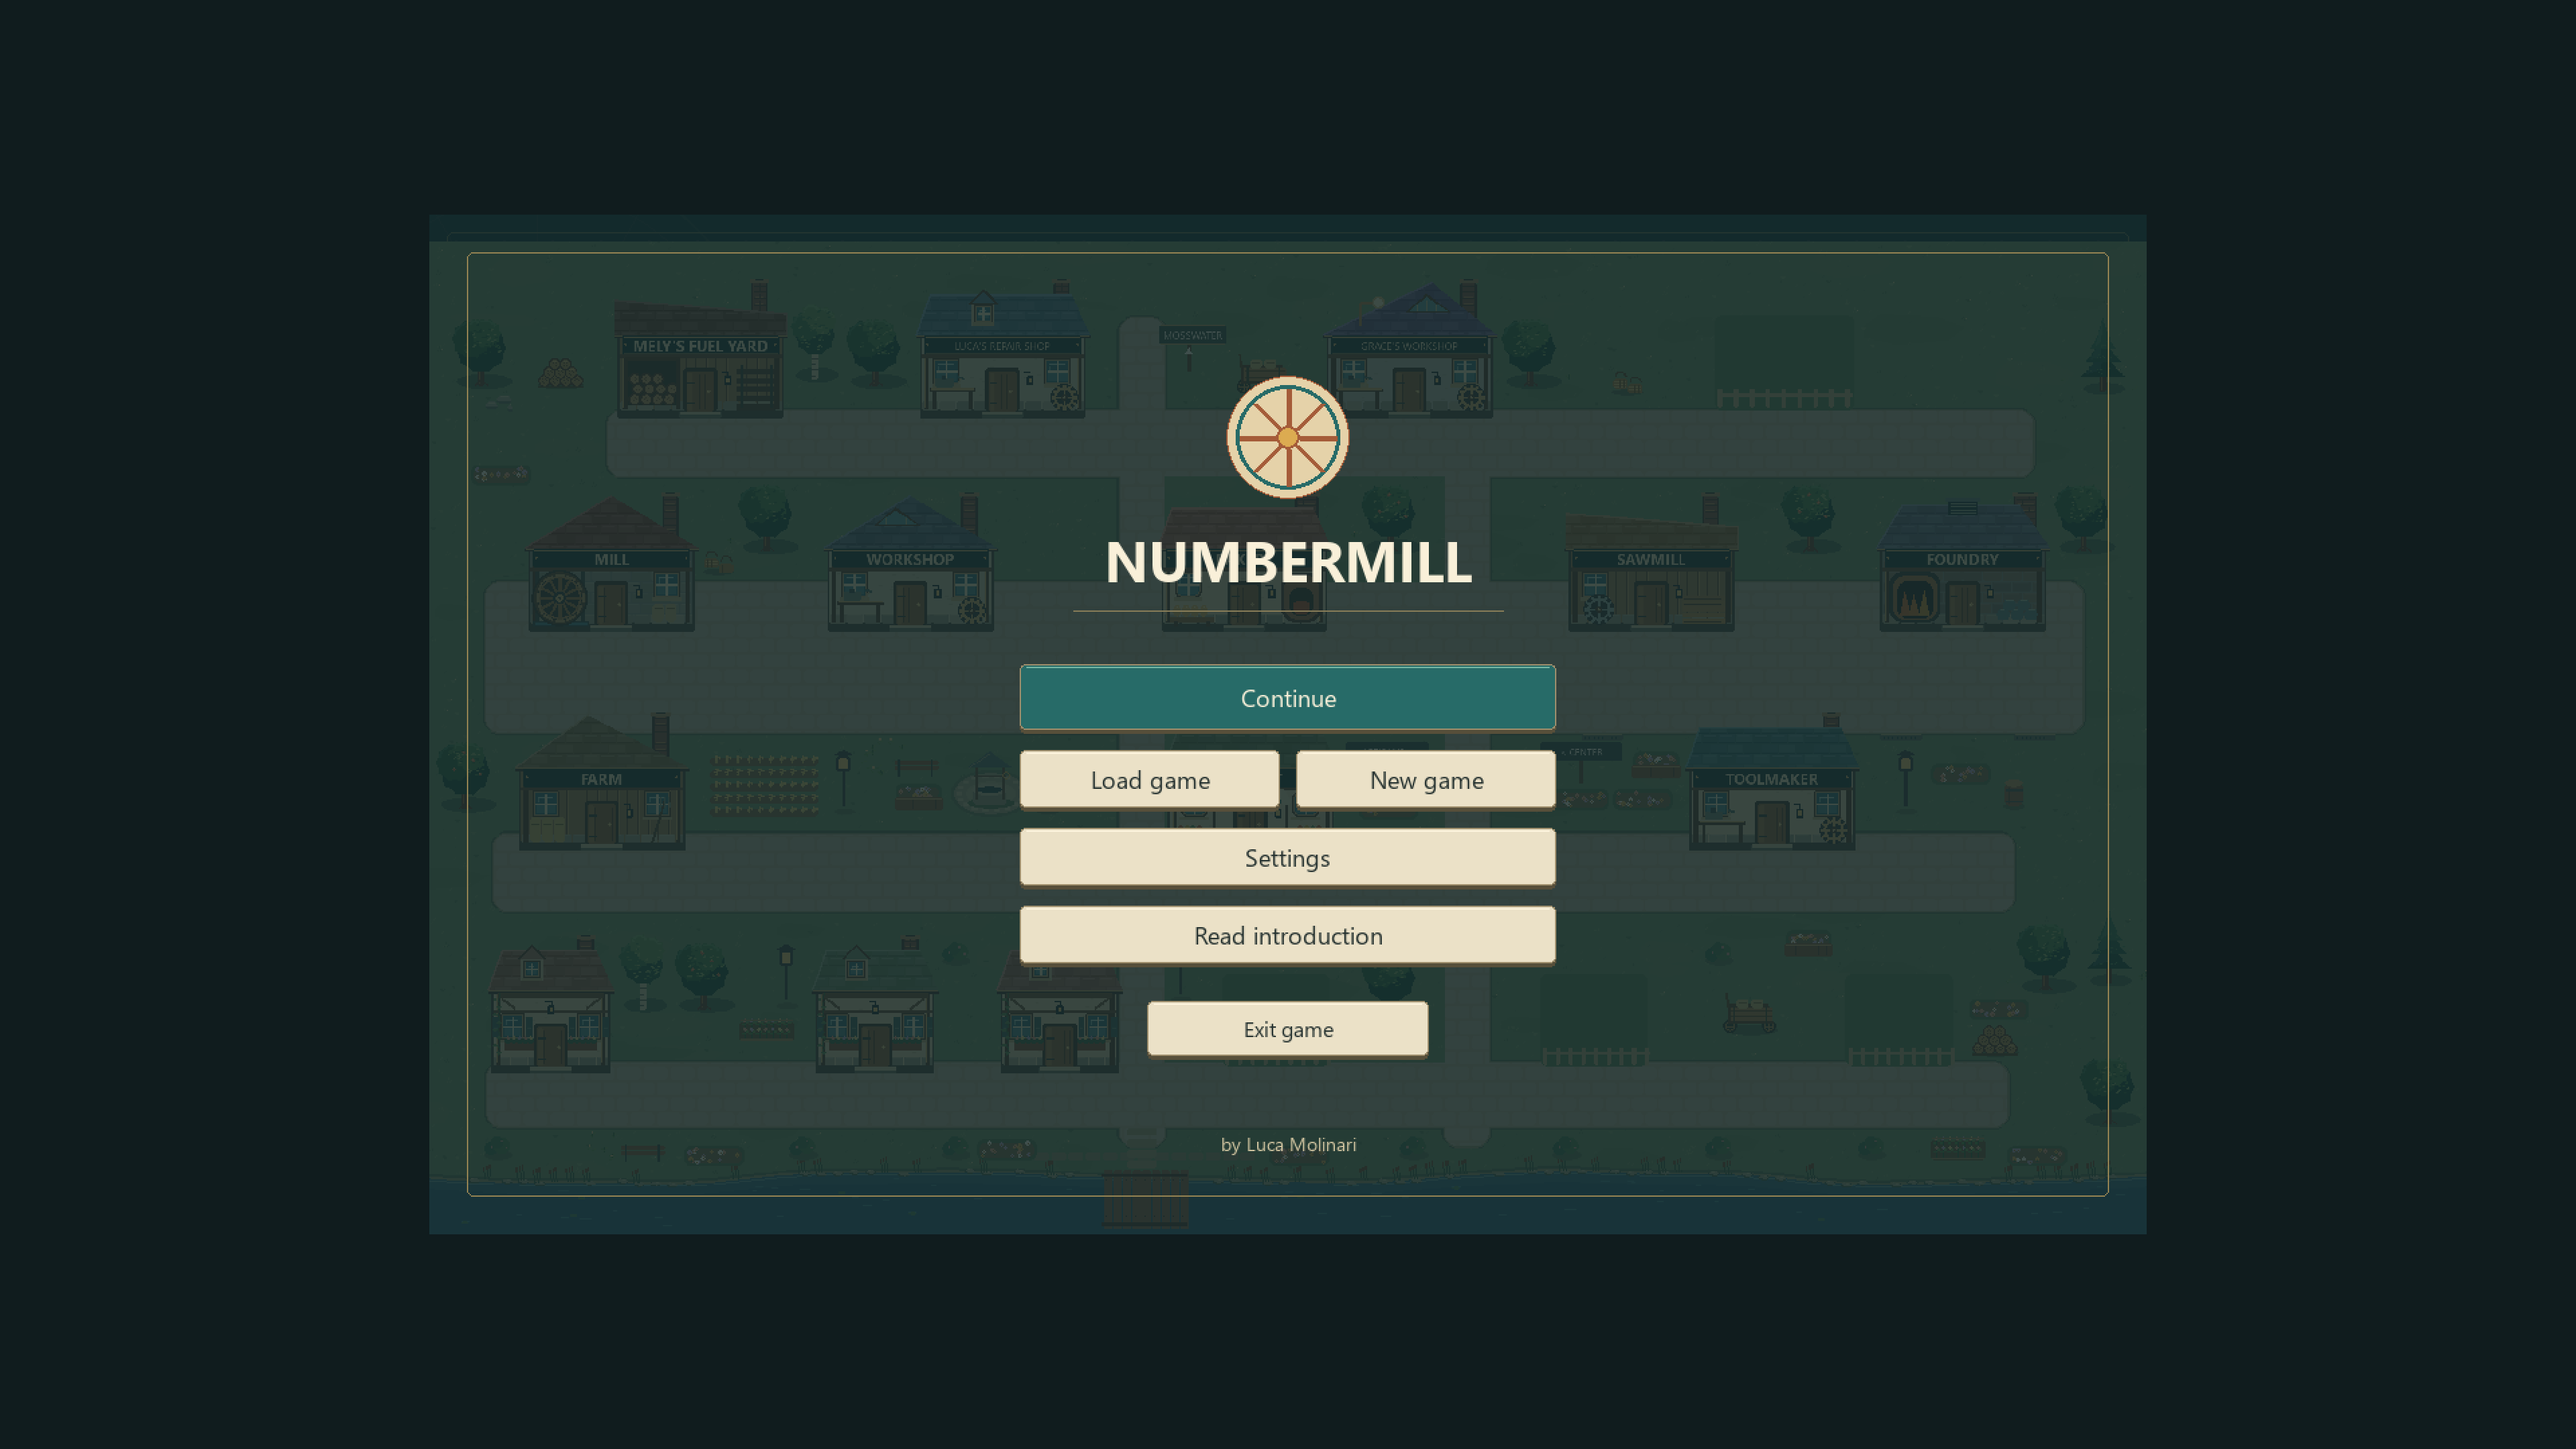 MELY'S FUEL YARD
LUCA'S REPAIR SHOP
MOSSWATER
GRACE'S WORKSHOP
MILL
WORKSHOP
SAWMILL
FOUNDRY
NUMBERMILL
Continue
< CENTER
FARM
Load game
New game
TOOLMAKER
Settings
Read introduction
Exit game
by Luca Molinari